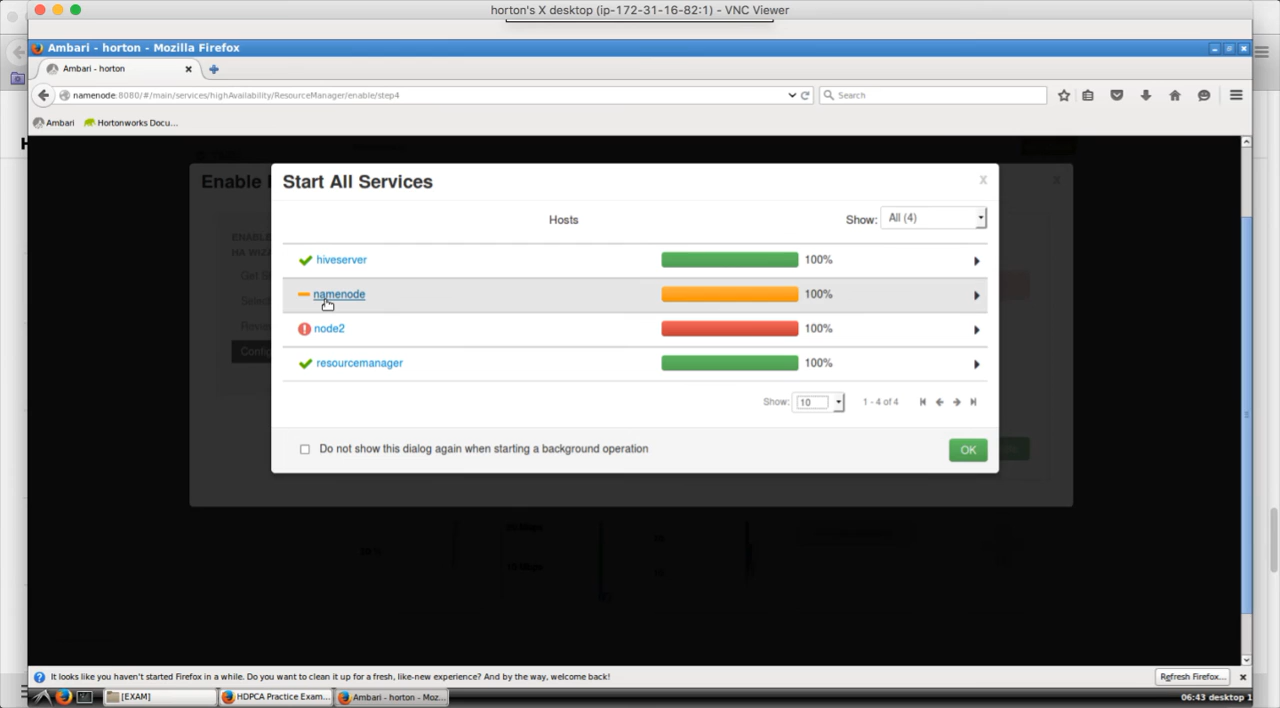 horton's X desktop (ip-172-31-16-82:1) - VNC Viewer
Ambari - horton - Mozilla Firefox
Ambari - horton
namenode:8080/#/main/services/highAvailability/ResourceManager/enable/step4
Search
Ambari Hortonworks Docu...
Enable
Start All Services
x
x
Hosts
Show: All (4)
hiveserver 100%
namenode 100%
node2 100%
resourcemanager 100%
Show: 10 1 - 4 of 4
Do not show this dialog again when starting a background operation
OK
It looks like you haven't started Firefox in a while. Do you want to clean it up for a fresh, like-new experience? And by the way, welcome back!
Refresh Firefox...
[EXAM]
HDPCA Practice Exam...
Ambari - horton - Moz...
06:43 desktop 1